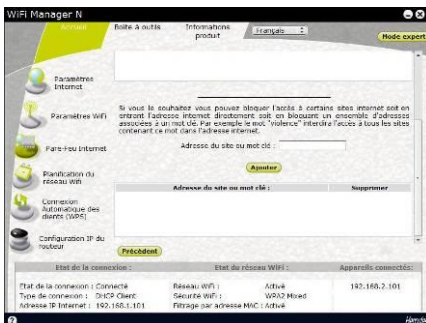 WiFi Manager N
Accueil
Boîte à outils
Informations produit
Français
Mode expert
Paramètres Internet
Paramètres WiFi
Pare-Feu Internet
Planification du réseau Wifi
Connexion Automatique des clients (WPS)
Configuration IP du routeur
Si vous le souhaitez vous pouvez bloquer l'accès à certains sites internet soit en
entrant l'adresse internet directement soit en bloquant un ensemble d'adresses
associées à un mot clé. Par exemple le mot "violence" interdira l'accès à tous les sites
contenant ce mot dans l'adresse internet.
Adresse du site ou mot clé :
Ajouter
Adresse du site ou mot clé : Supprimer
Précédent
Etat de la connexion : Etat du réseau WiFi : Appareils connectés:
Etat de la connexion : Connecté Réseau WiFi : Activé 192.168.2.101
Type de connexion : DHCP Client Sécurité WiFi : WPA2 Mixed
Adresse IP Internet : 192.168.1.101 Filtrage par adresse MAC : Activé
?
Hamlet